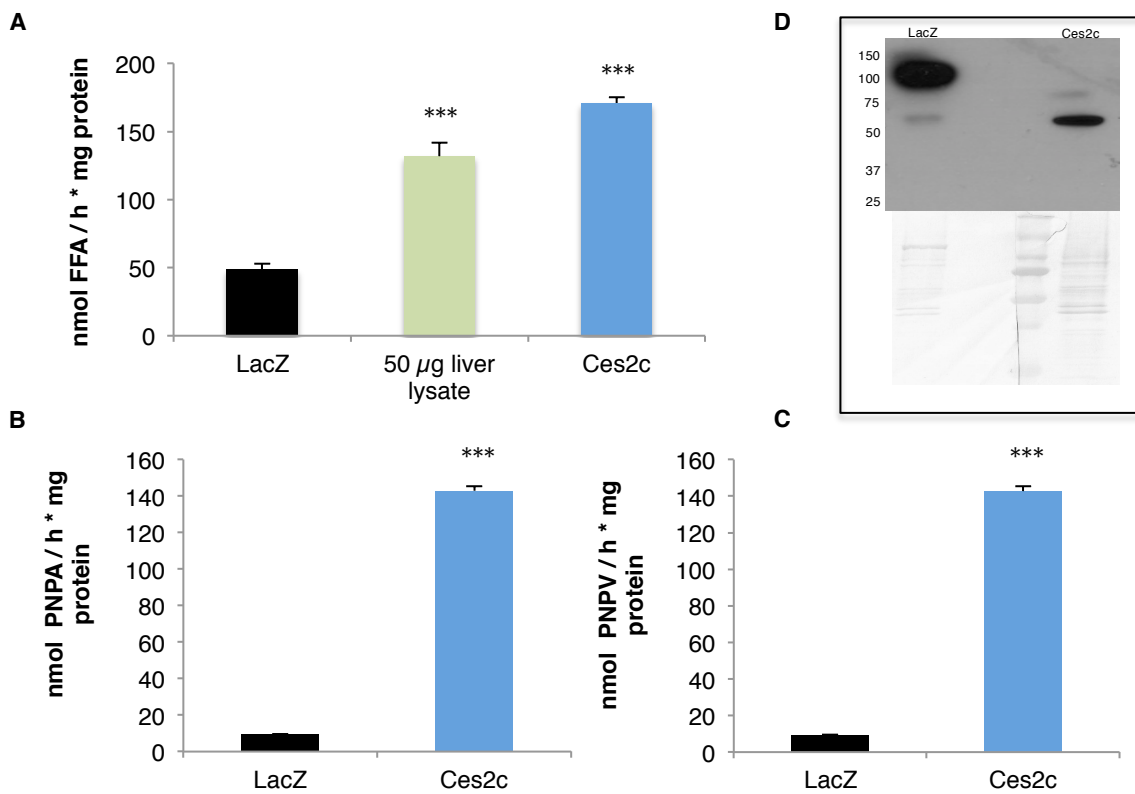 A
nmol FFA / h * mg protein
200
150
100
50
0
***
***
LacZ
50 µg liver
lysate
Ces2c
D
LacZ
Ces2c
150
100
75
50
37
25
B
nmol PNPA / h * mg
protein
160
140
120
100
80
60
40
20
0
***
LacZ
Ces2c
C
nmol PNPV / h * mg
protein
160
140
120
100
80
60
40
20
0
***
LacZ
Ces2c